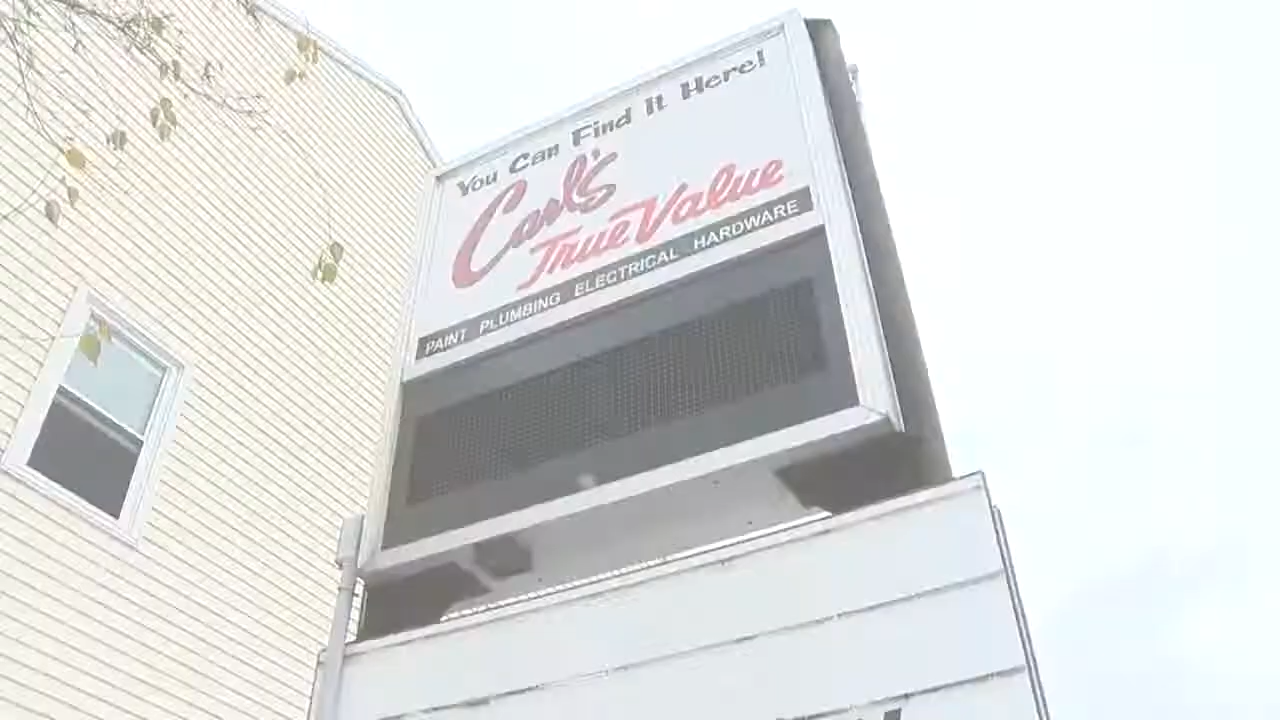 You Can Find It Here!
Carl's
True Value
PAINT PLUMBING ELECTRICAL HARDWARE